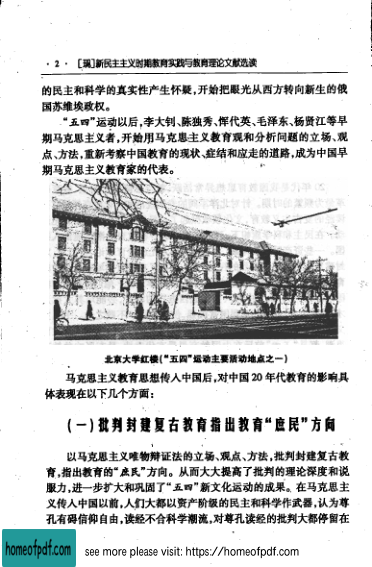 · 2 · [瑞]新民主主义时期教育实践与教育理论文献选读
的民主和科学的真实性产生怀疑,开始把眼光从西方向新生的俄
国苏维埃政权。
“五四”运动以后,李大钊、陈独秀、恽代英、毛泽东、杨贤江等早
期马克思主义者,开始用马克思主义教育观和分析问题的立场、观
点、方法,重新考察中国教育的现状、症结和应走的道路,成为中国早
期马克思主义教育家的代表。
北京大学红楼(“五四”运动主要活动地点之一)
马克思主义教育思想传入中国后,对中国20年代教育的影响具
体表现在以下几个方面:
(一)批判封建复古教育指出教育“庶民”方向
以马克思主义唯物辩证法的立场、观点、方法,批判封建复古教
育,指出教育的“庶民”方向。从而大大提高了批判的理论深度和说
服力,进一步扩大和巩固了“五四”新文化运动的成果。在马克思主
义传入中国以前,人们大都以资产阶级的民主和科学作武器,认为尊
孔有碍信仰自由,读经不合科学潮流,对尊孔读经的批判大都停留在
homeofpdf.com
see more please visit: https://homeofpdf.com